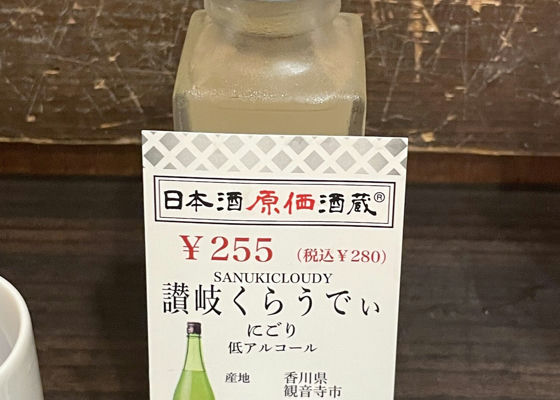 日本酒原価酒蔵®
￥255 （税込￥280）
SANUKICLOUDY
讃岐くらうでぃ
にごり
低アルコール
産地 香川県
観音寺市